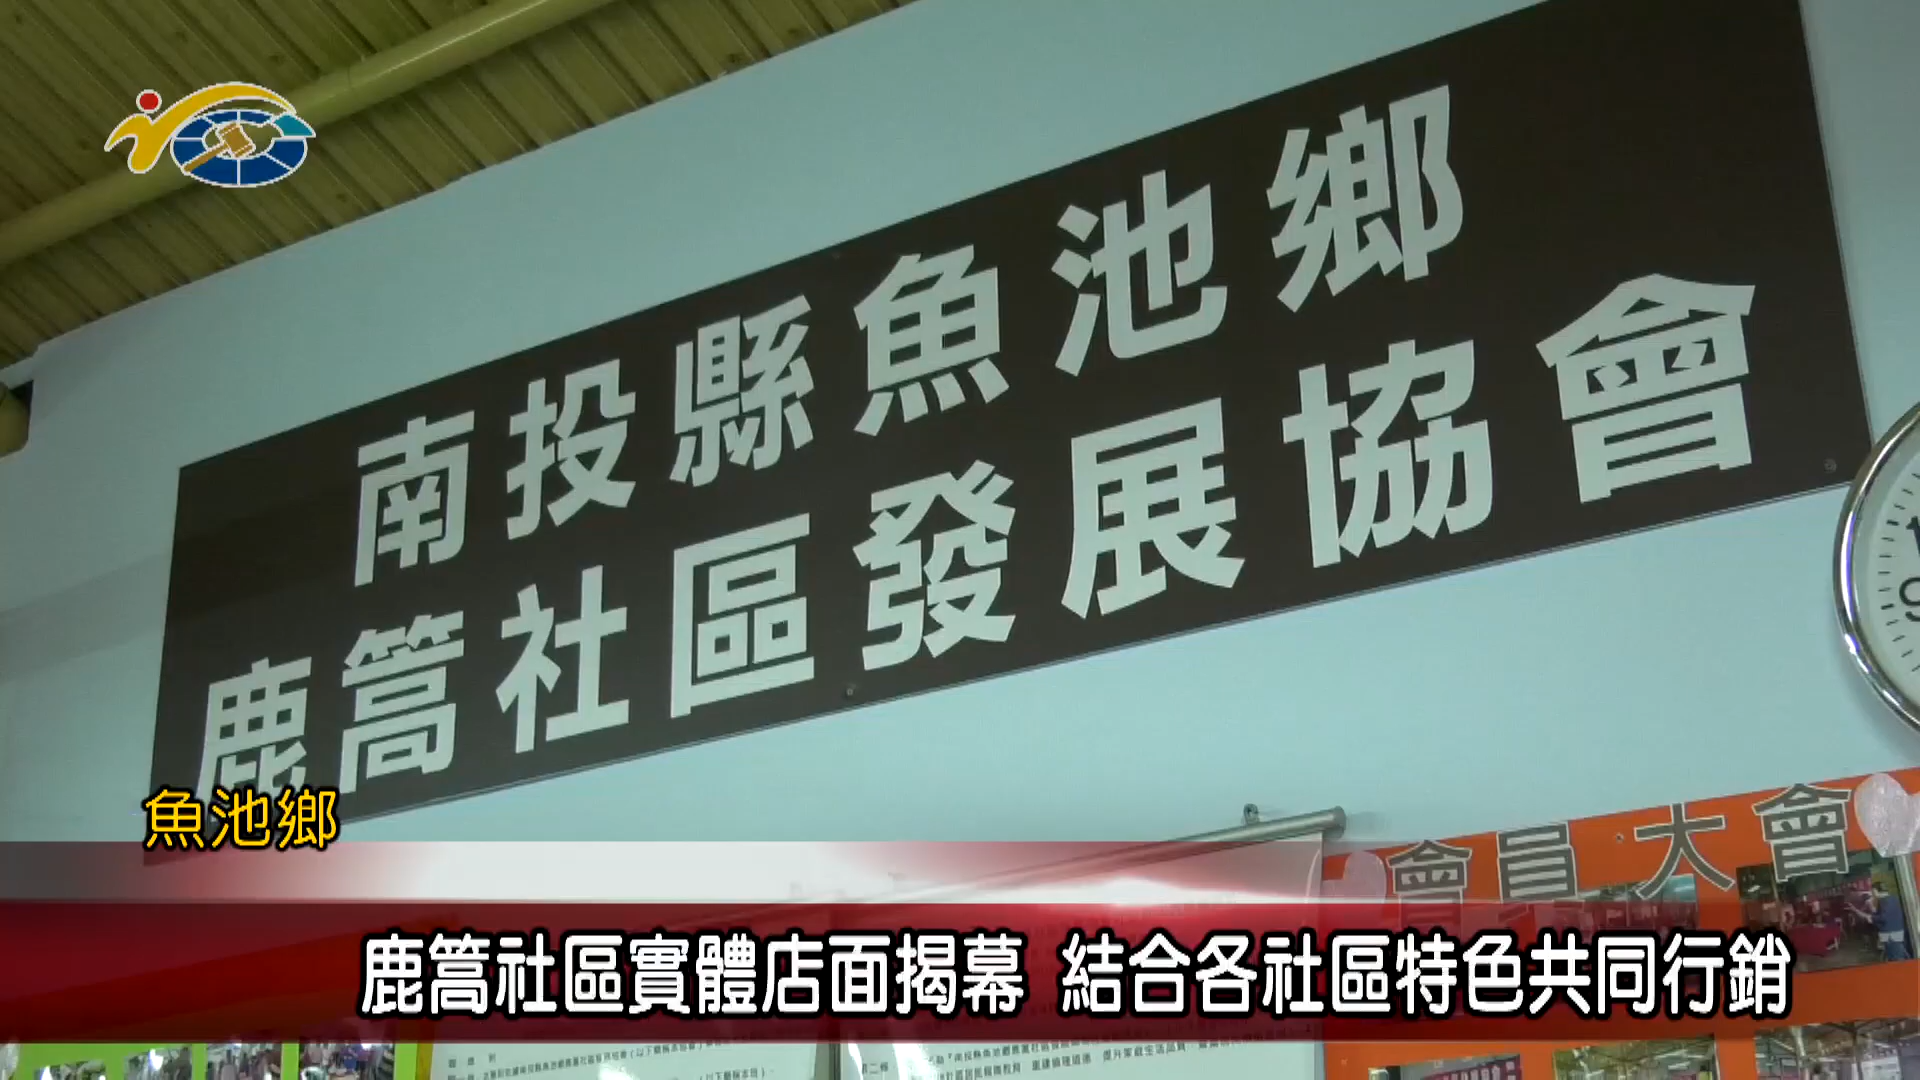 南投縣魚池鄉
鹿篙社區發展協會
會員大會
魚池鄉
鹿篙社區實體店面揭幕 結合各社區特色共同行銷